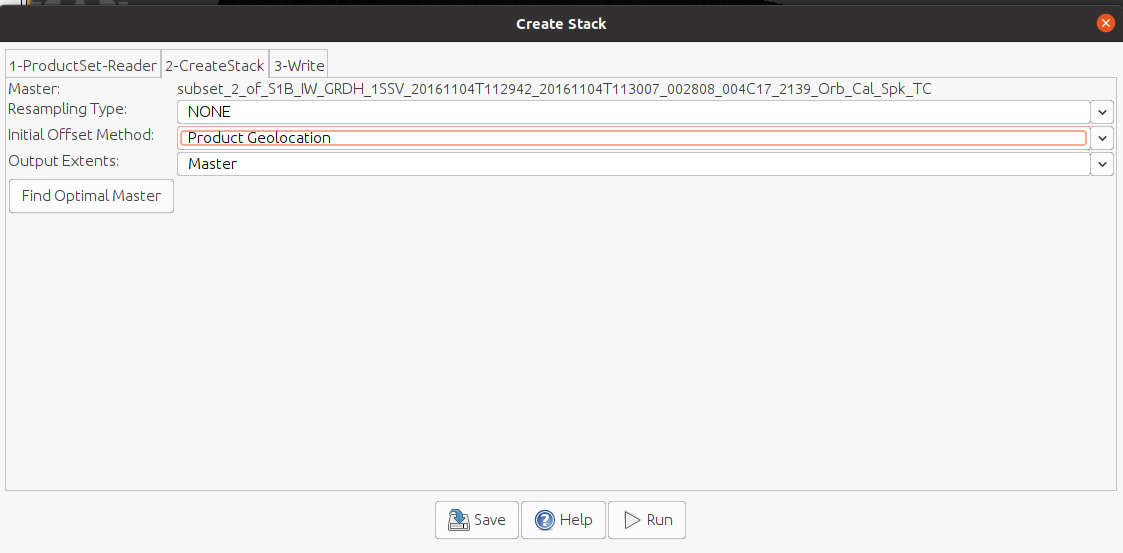 Create Stack
1-ProductSet-Reader 2-CreateStack 3-Write
Master: subset_2_of_S1B_IW_GRDH_1SSV_20161104T112942_20161104T113007_002808_004C17_2139_Orb_Cal_Spk_TC
Resampling Type: NONE
Initial Offset Method: Product Geolocation
Output Extents: Master
Find Optimal Master
Save Help Run